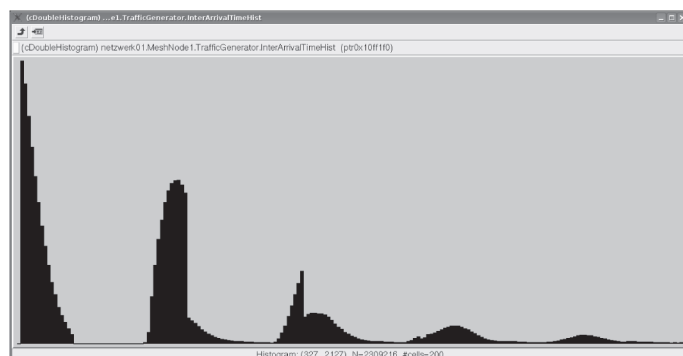 (cDoubleHistogram) ...e1.TrafficGenerator.InterArrivalTimeHist
(cDoubleHistogram) netzwerk01.MeshNode1.TrafficGenerator.InterArrivalTimeHist (ptr0x10ff1f0)
Histogram: (327...2127) N=2309216 #cells=200